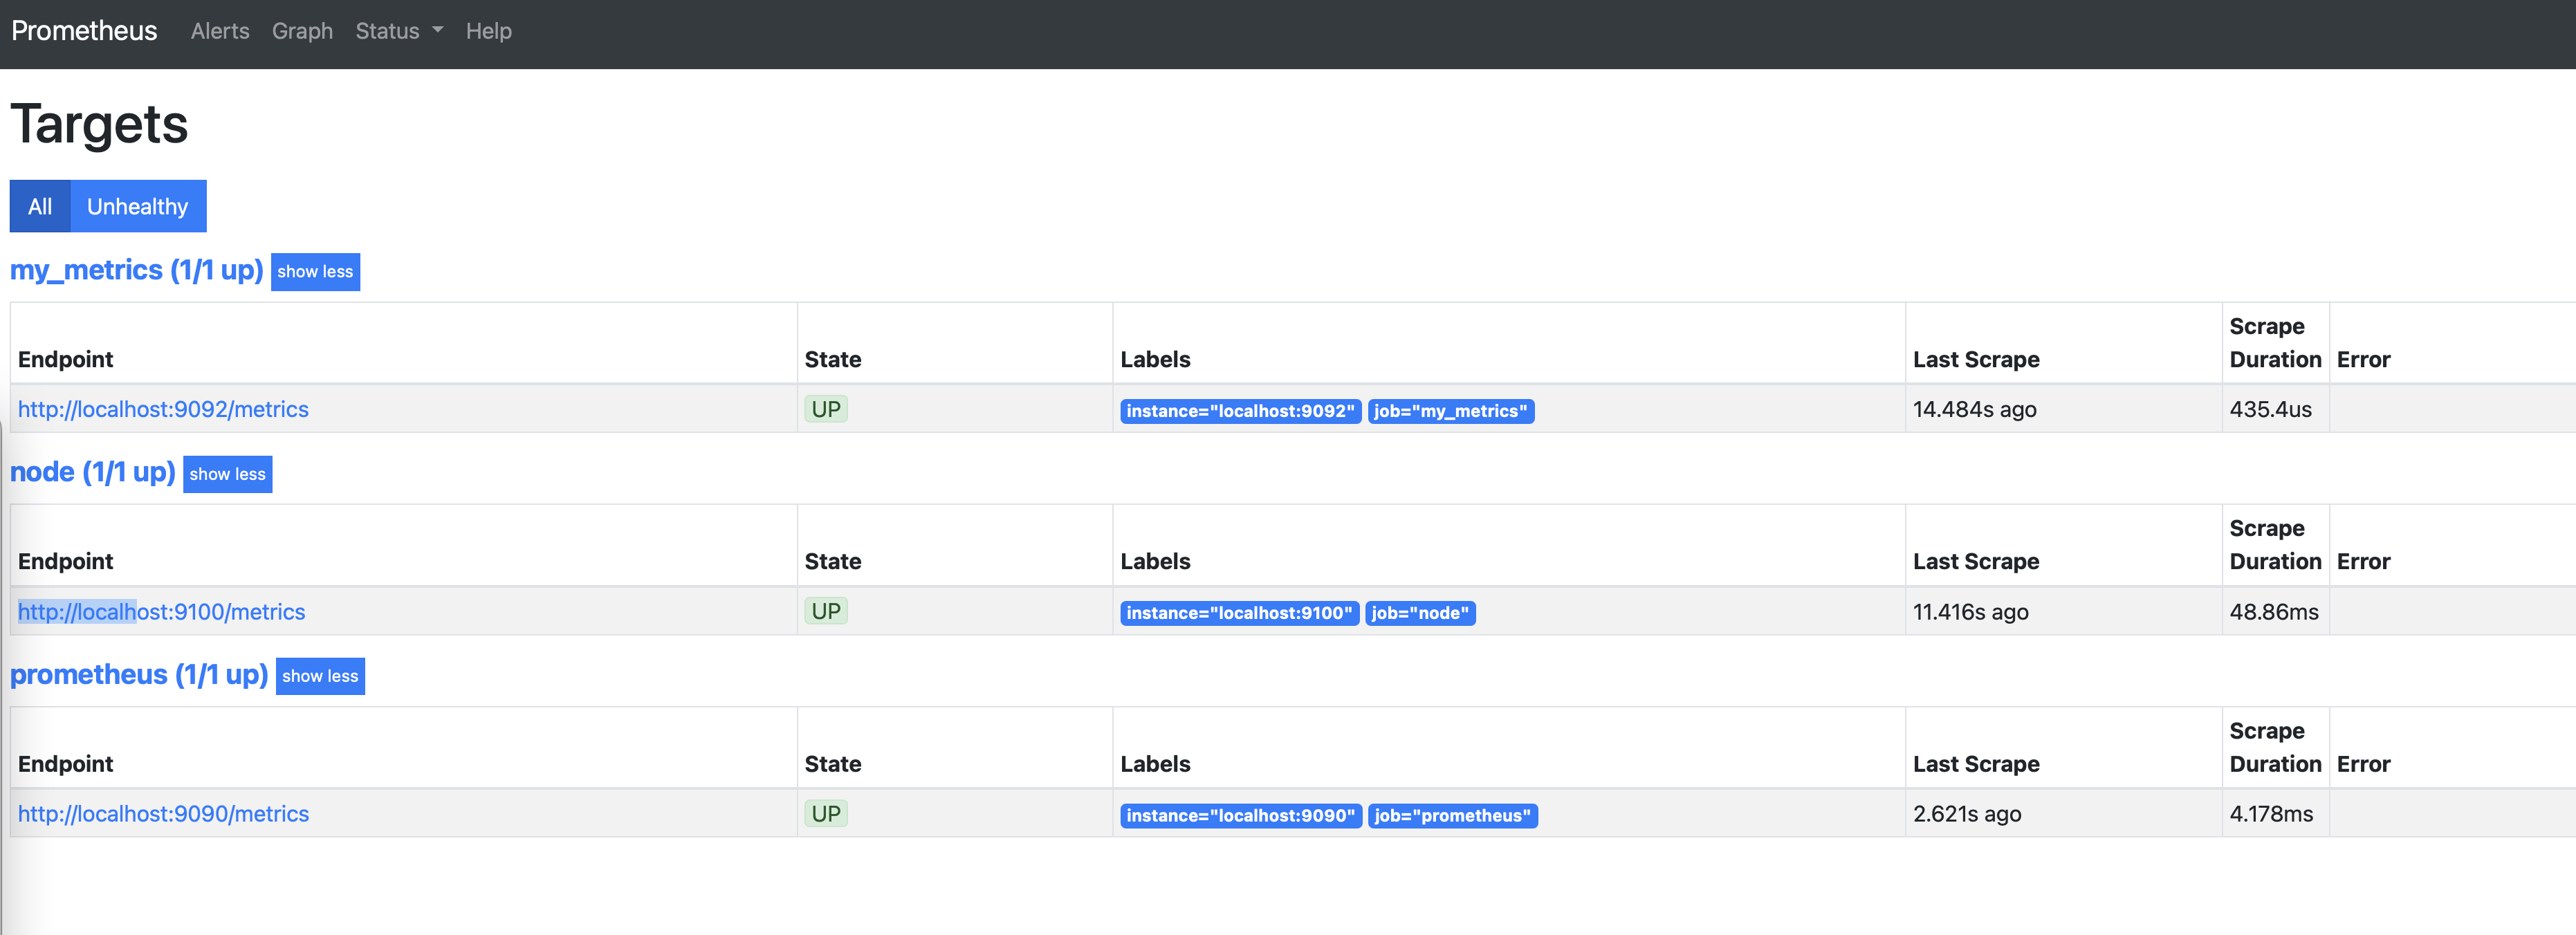 Prometheus Alerts Graph Status Help
Targets
All Unhealthy
my_metrics (1/1 up) show less
Endpoint State Labels Last Scrape Scrape Duration Error
http://localhost:9092/metrics UP instance="localhost:9092" job="my_metrics" 14.484s ago 435.4us
node (1/1 up) show less
Endpoint State Labels Last Scrape Scrape Duration Error
http://localhost:9100/metrics UP instance="localhost:9100" job="node" 11.416s ago 48.86ms
prometheus (1/1 up) show less
Endpoint State Labels Last Scrape Scrape Duration Error
http://localhost:9090/metrics UP instance="localhost:9090" job="prometheus" 2.621s ago 4.178ms